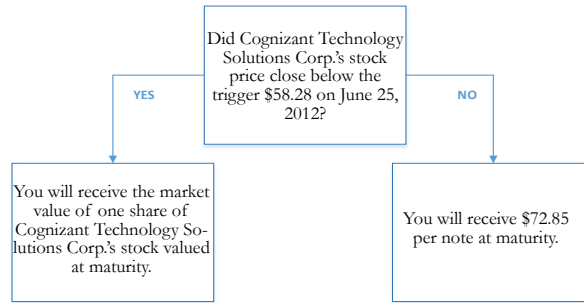 Did Cognizant Technology
Solutions Corp.'s stock
price close below the
trigger $58.28 on June 25,
2012?
YES
NO
You will receive the market
value of one share of
Cognizant Technology So-
lutions Corp.'s stock valued
at maturity.
You will receive $72.85
per note at maturity.